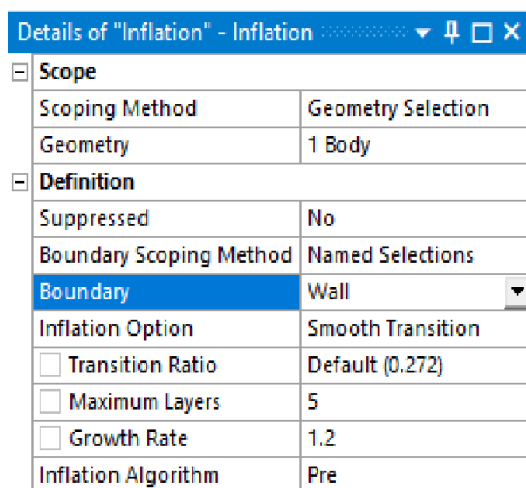 Details of "Inflation" - Inflation
Scope
Scoping Method Geometry Selection
Geometry 1 Body
Definition
Suppressed No
Boundary Scoping Method Named Selections
Boundary Wall
Inflation Option Smooth Transition
Transition Ratio Default (0.272)
Maximum Layers 5
Growth Rate 1.2
Inflation Algorithm Pre